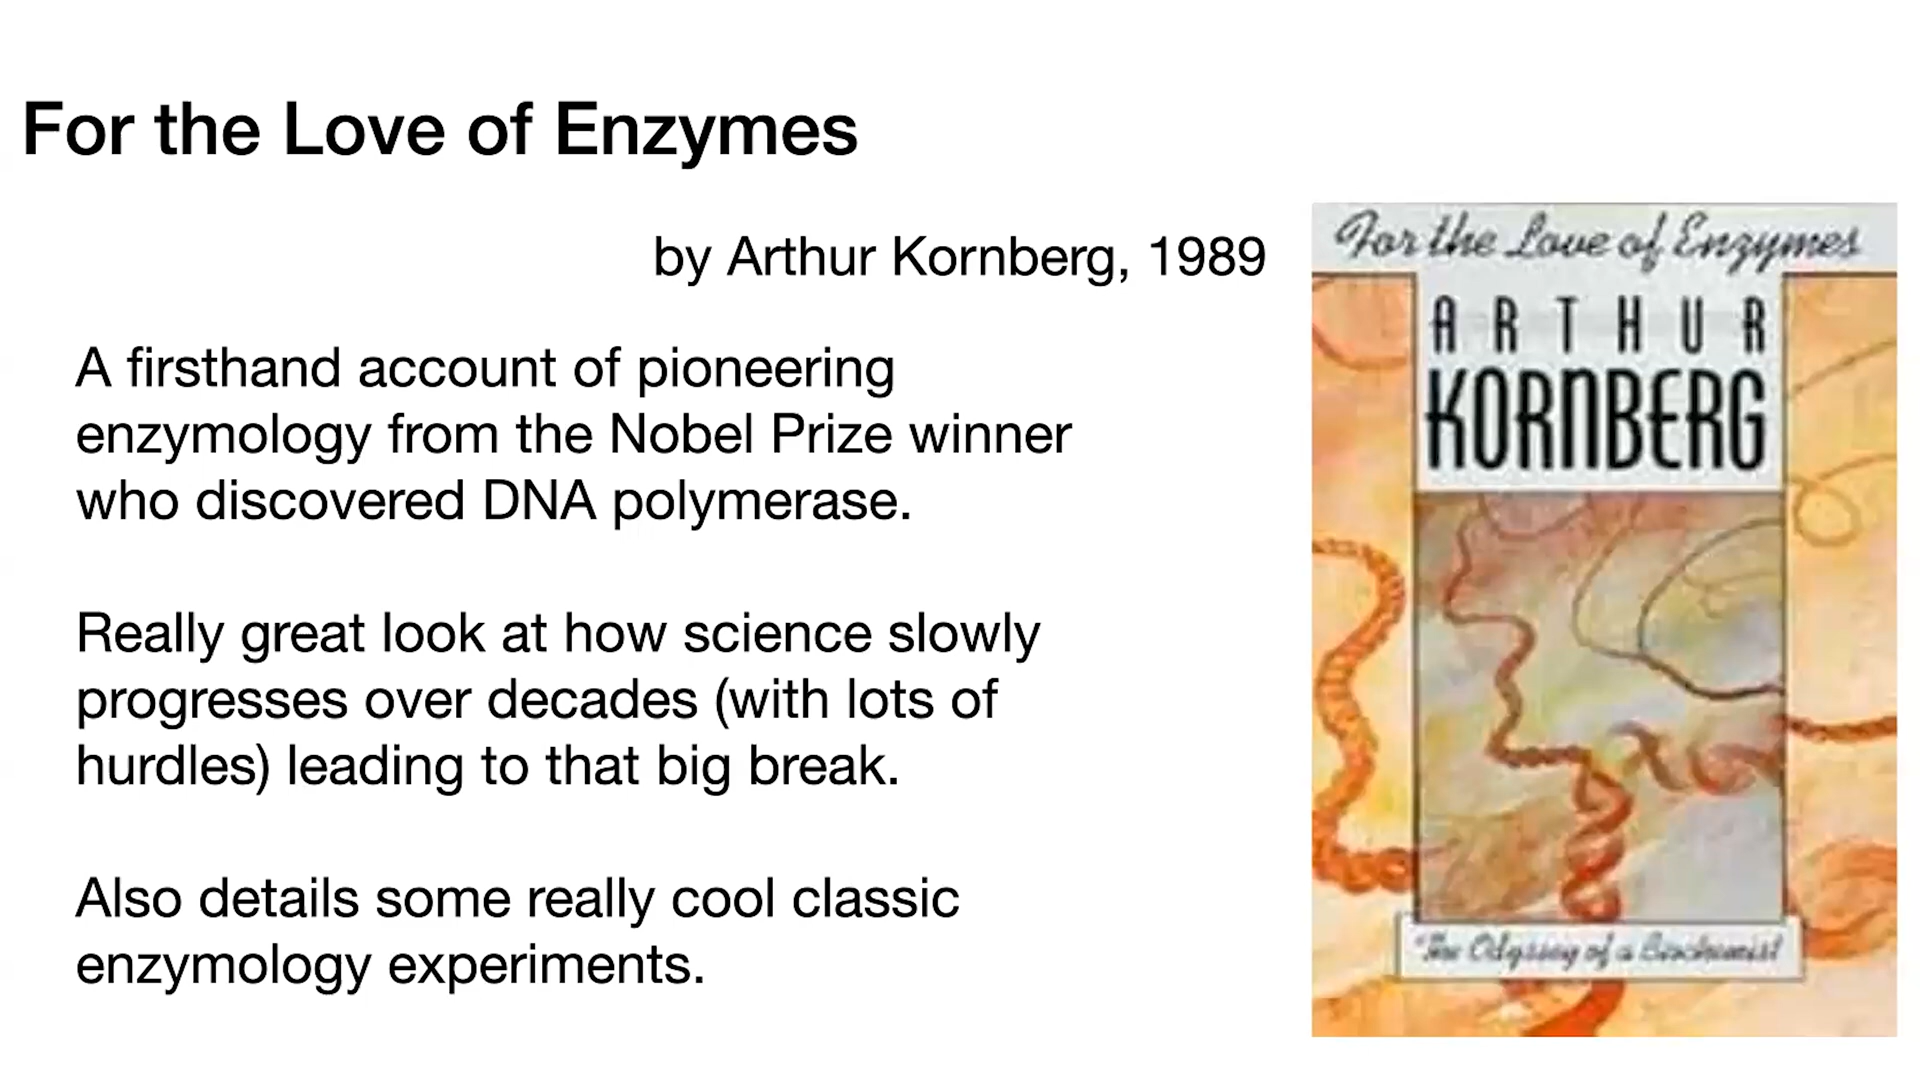 For the Love of Enzymes
by Arthur Kornberg, 1989
A firsthand account of pioneering
enzymology from the Nobel Prize winner
who discovered DNA polymerase.
Really great look at how science slowly
progresses over decades (with lots of
hurdles) leading to that big break.
Also details some really cool classic
enzymology experiments.
For the Love of Enzymes
ARTHUR
KORNBERG
The Odyssey of a Biochemist